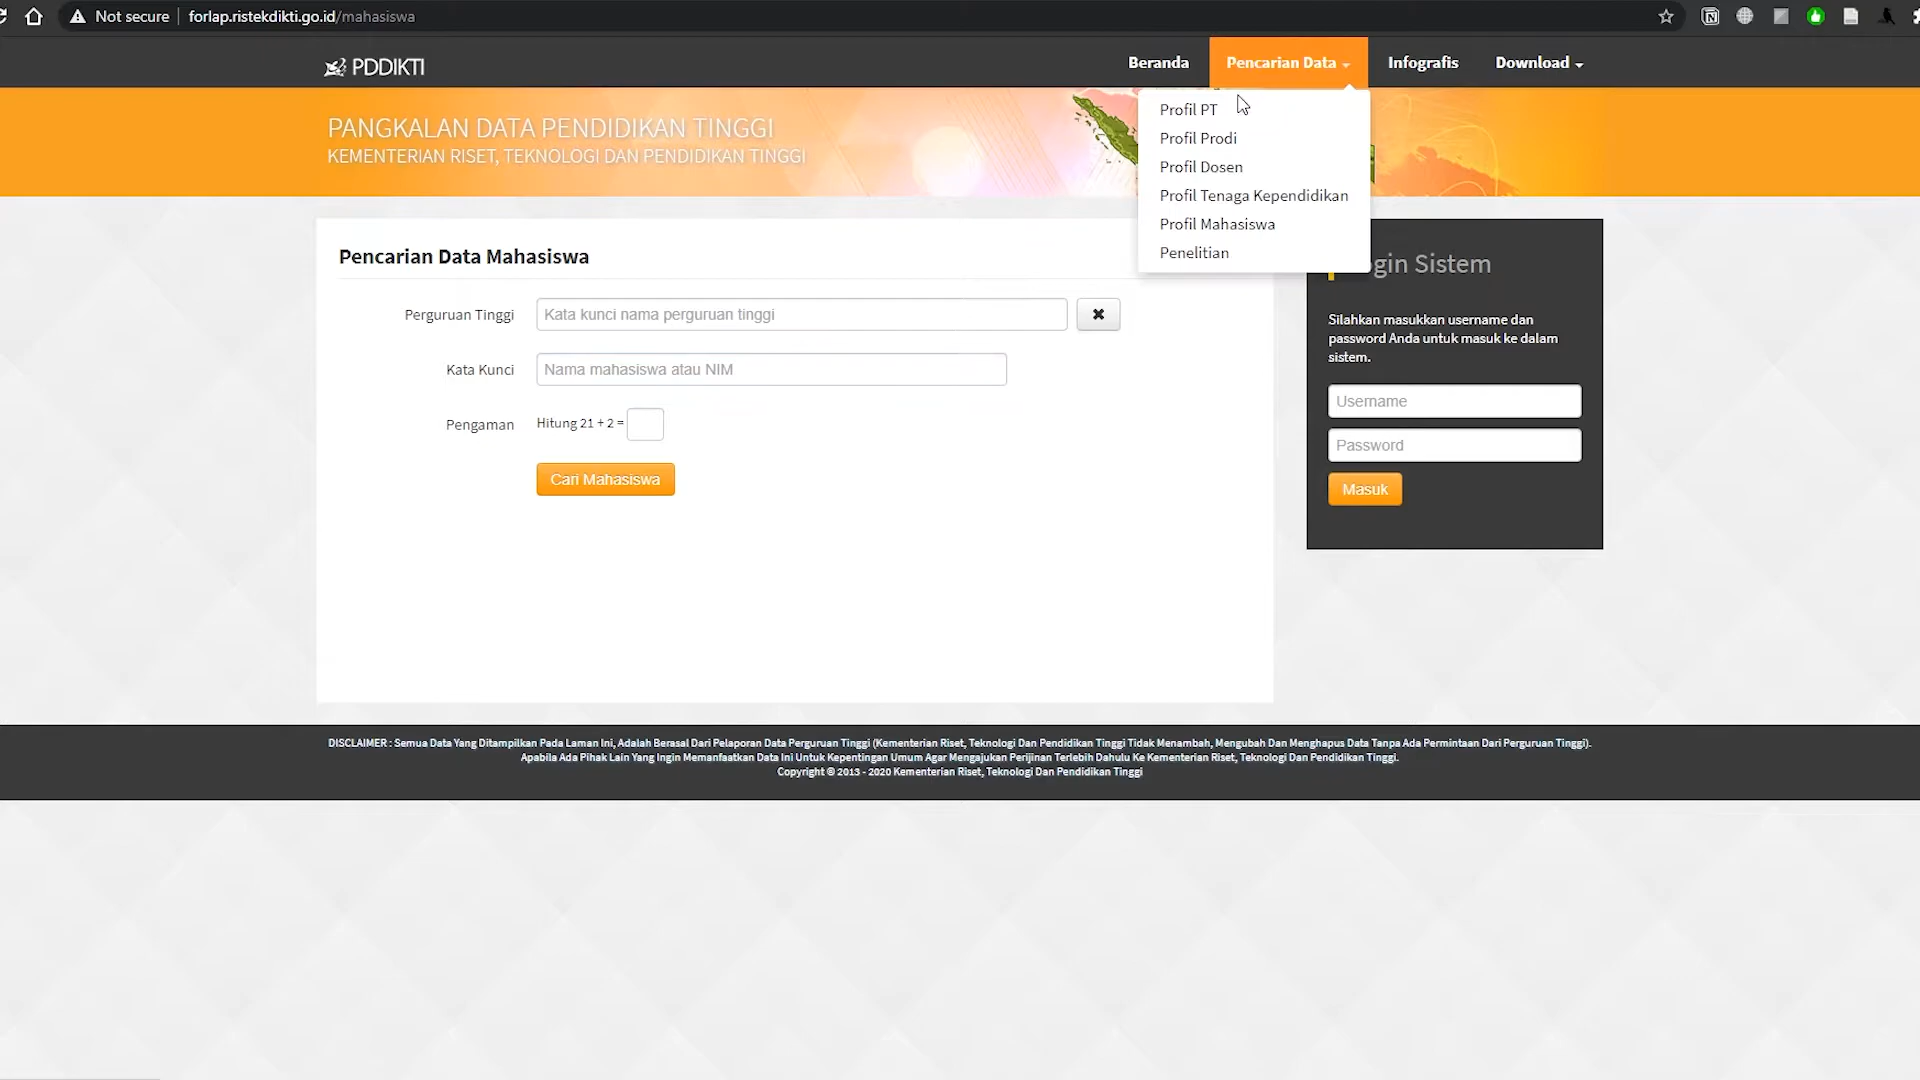 Not secure
forlap.ristekdikti.go.id/mahasiswa
PDDIKTI
Beranda
Pencarian Data
Infografis
Download
PANGKALAN DATA PENDIDIKAN TINGGI
KEMENTERIAN RISET, TEKNOLOGI DAN PENDIDIKAN TINGGI
Profil PT
Profil Prodi
Profil Dosen
Profil Tenaga Kependidikan
Profil Mahasiswa
Penelitian
Pencarian Data Mahasiswa
Perguruan Tinggi
Kata kunci nama perguruan tinggi
Kata Kunci
Nama mahasiswa atau NIM
Pengaman
Hitung 21 + 2 =
Cari Mahasiswa
gin Sistem
Silahkan masukkan username dan
password Anda untuk masuk ke dalam
sistem.
Username
Password
Masuk
DISCLAIMER : Semua Data Yang Ditampilkan Pada Laman Ini, Adalah Berasal Dari Pelaporan Data Perguruan Tinggi (Kementerian Riset, Teknologi Dan Pendidikan Tinggi Tidak Menambah, Mengubah Dan Menghapus Data Tanpa Ada Permintaan Dari Perguruan Tinggi).
Apabila Ada Pihak Lain Yang Ingin Memanfaatkan Data Ini Untuk Kepentingan Umum Agar Mengajukan Perijinan Terlebih Dahulu Ke Kementerian Riset, Teknologi Dan Pendidikan Tinggi.
Copyright © 2013 - 2020 Kementerian Riset, Teknologi Dan Pendidikan Tinggi